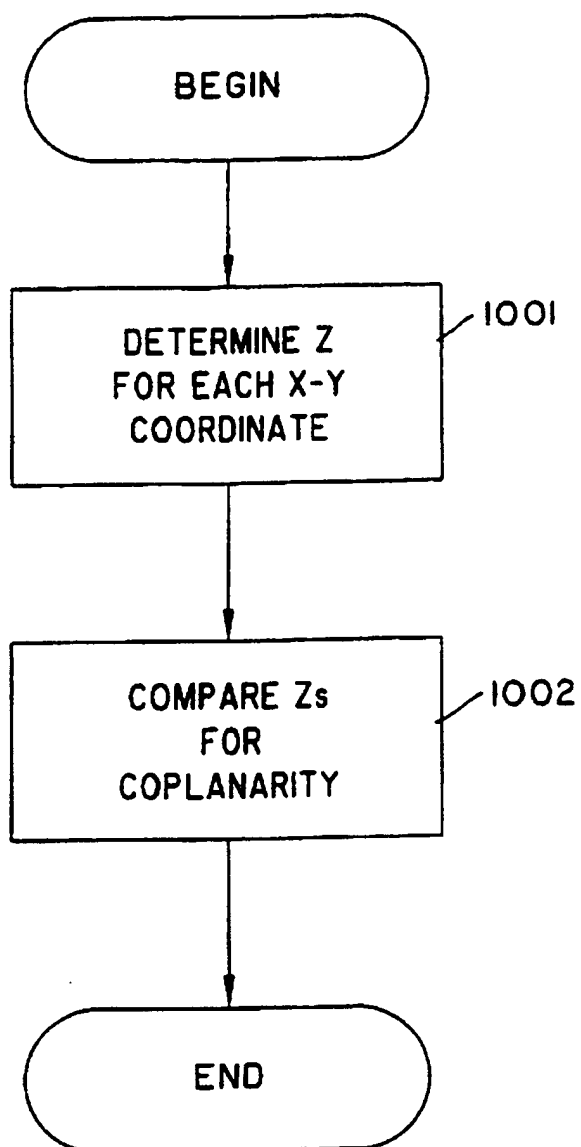 BEGIN
DETERMINE Z
FOR EACH X-Y
COORDINATE
1001
COMPARE Zs
FOR
COPLANARITY
1002
END